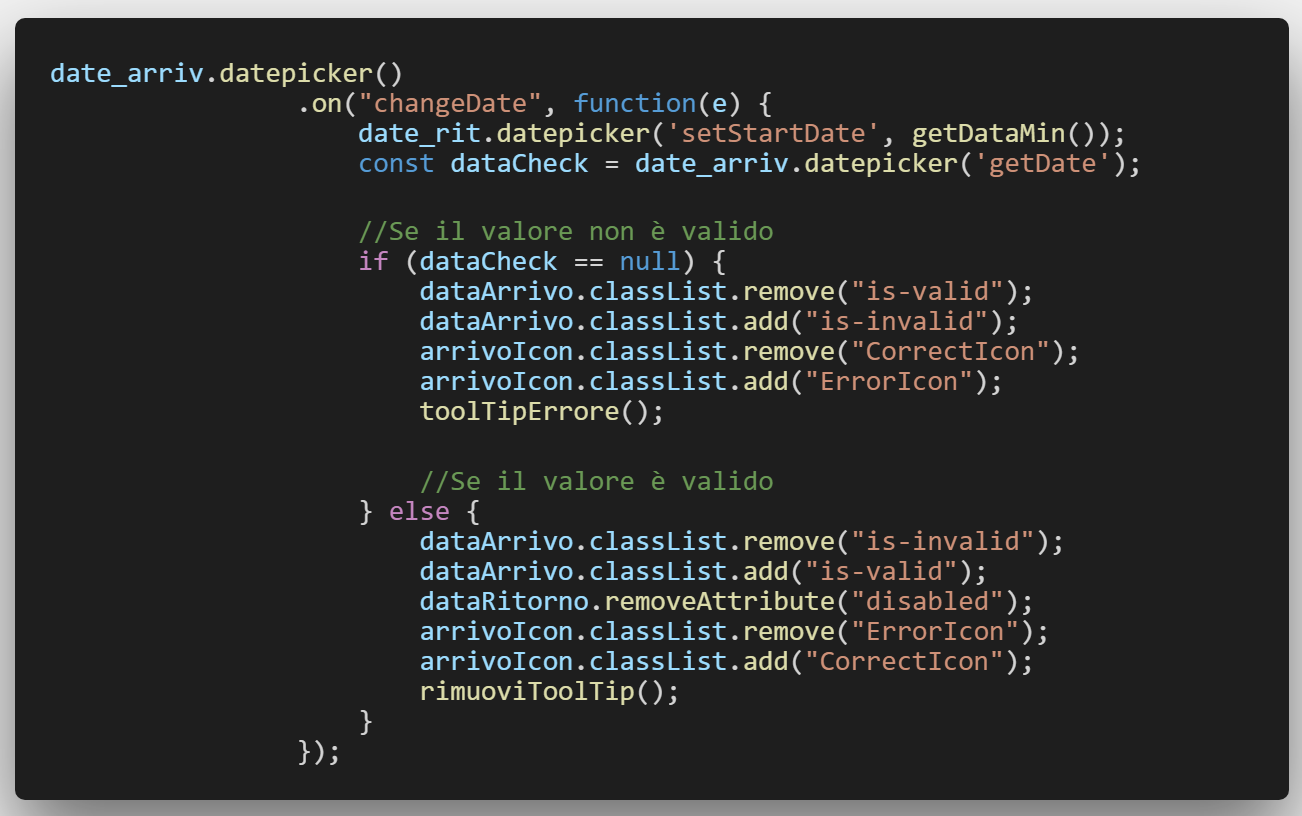 date_arriv.datepicker()
.on("changeDate", function(e) {
date_rit.datepicker('setStartDate', getDataMin());
const dataCheck = date_arriv.datepicker('getDate');
//Se il valore non è valido
if (dataCheck == null) {
dataArrivo.classList.remove("is-valid");
dataArrivo.classList.add("is-invalid");
arrivoIcon.classList.remove("CorrectIcon");
arrivoIcon.classList.add("ErrorIcon");
toolTipErrore();
//Se il valore è valido
} else {
dataArrivo.classList.remove("is-invalid");
dataArrivo.classList.add("is-valid");
dataRitorno.removeAttribute("disabled");
arrivoIcon.classList.remove("ErrorIcon");
arrivoIcon.classList.add("CorrectIcon");
rimuoviToolTip();
}
});